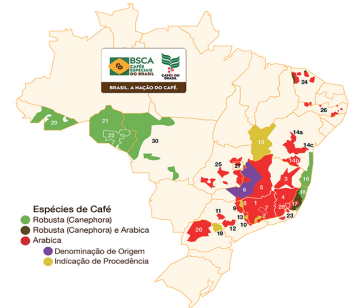 BSCA
CAFÉS
ESPECIAIS
DO BRASIL
CAFÉS DO
BRASIL
BRASIL. A NAÇÃO DO CAFÉ.
24
26
29
21
22
30
15
14a
14c
14b
25
27
6
5
3
16
4
17
23
11
9
1
2
12
13
10
7
20
19
Espécies de Café
Robusta (Canephora)
Robusta (Canephora) e Arabica
Arabica
Denominação de Origem
Indicação de Procedência